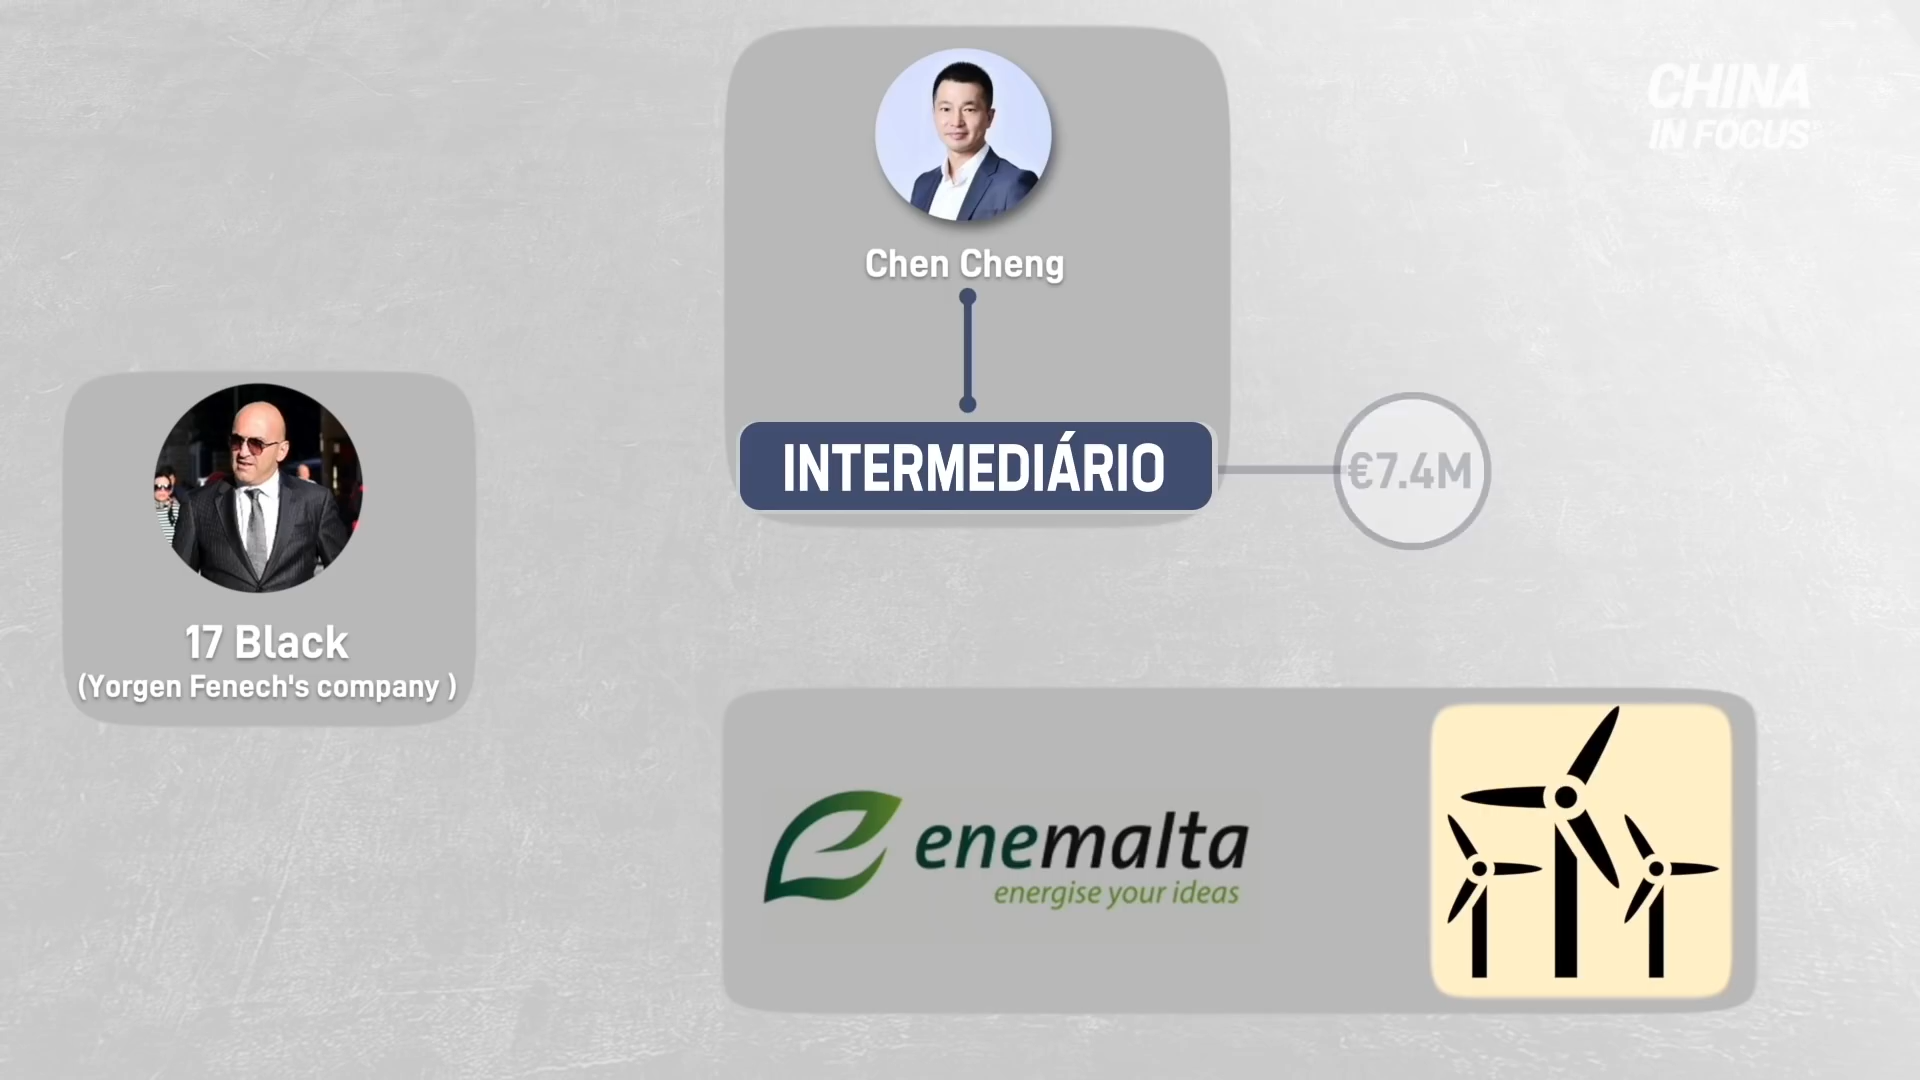 CHINA
IN FOCUS
Chen Cheng
INTERMEDIÁRIO
€7.4M
17 Black
(Yorgen Fenech's company )
enemalta
energise your ideas